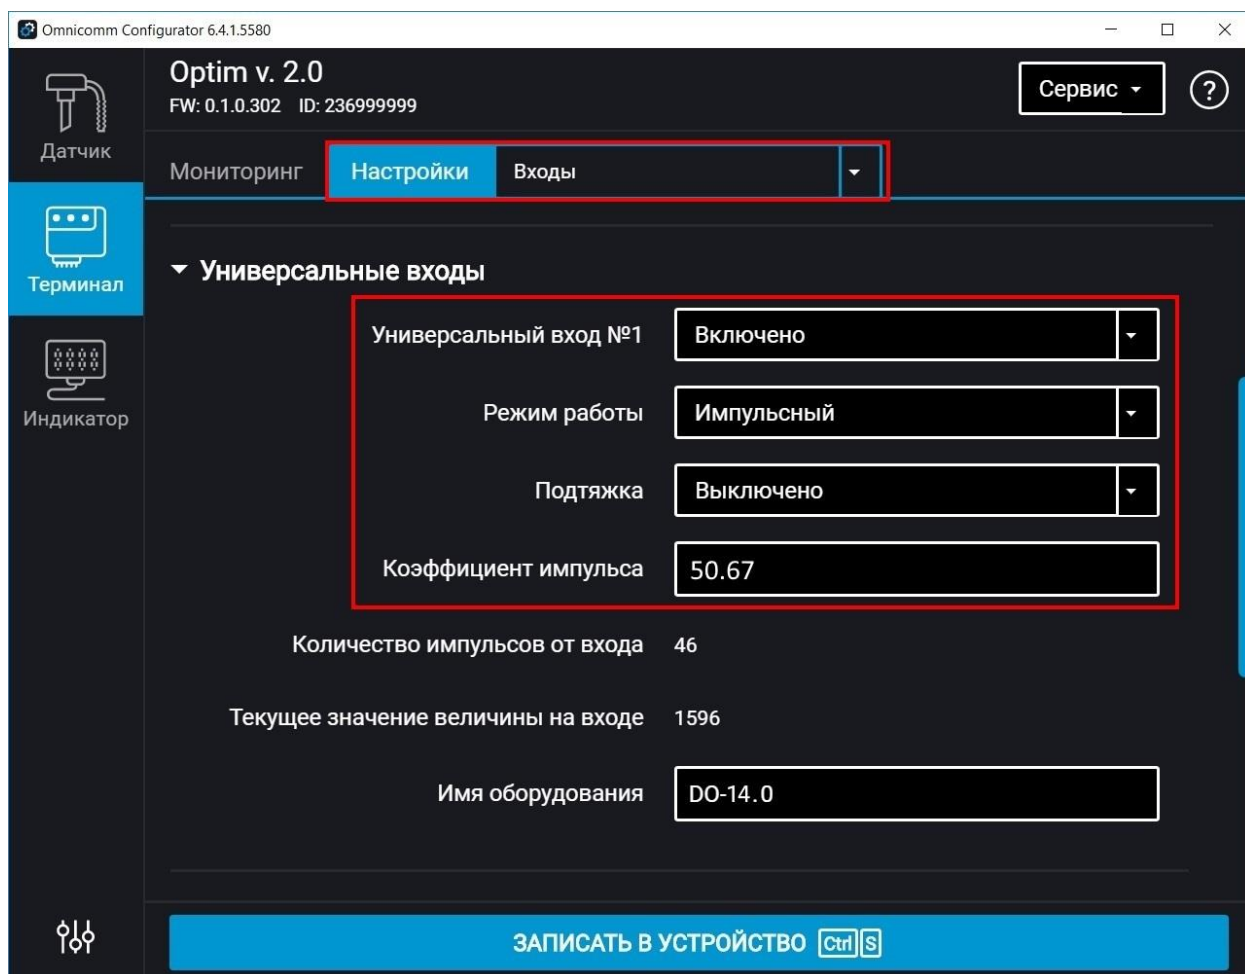 Omnicomm Configurator 6.4.1.5580
Optim v. 2.0
FW: 0.1.0.302 ID: 236999999
Сервис
?
Датчик
Терминал
Индикатор
Мониторинг Настройки Входы
Универсальные входы
Универсальный вход №1 Включено
Режим работы Импульсный
Подтяжка Выключено
Коэффициент импульса 50.67
Количество импульсов от входа 46
Текущее значение величины на входе 1596
Имя оборудования DO-14.0
ЗАПИСАТЬ В УСТРОЙСТВО Ctrl S